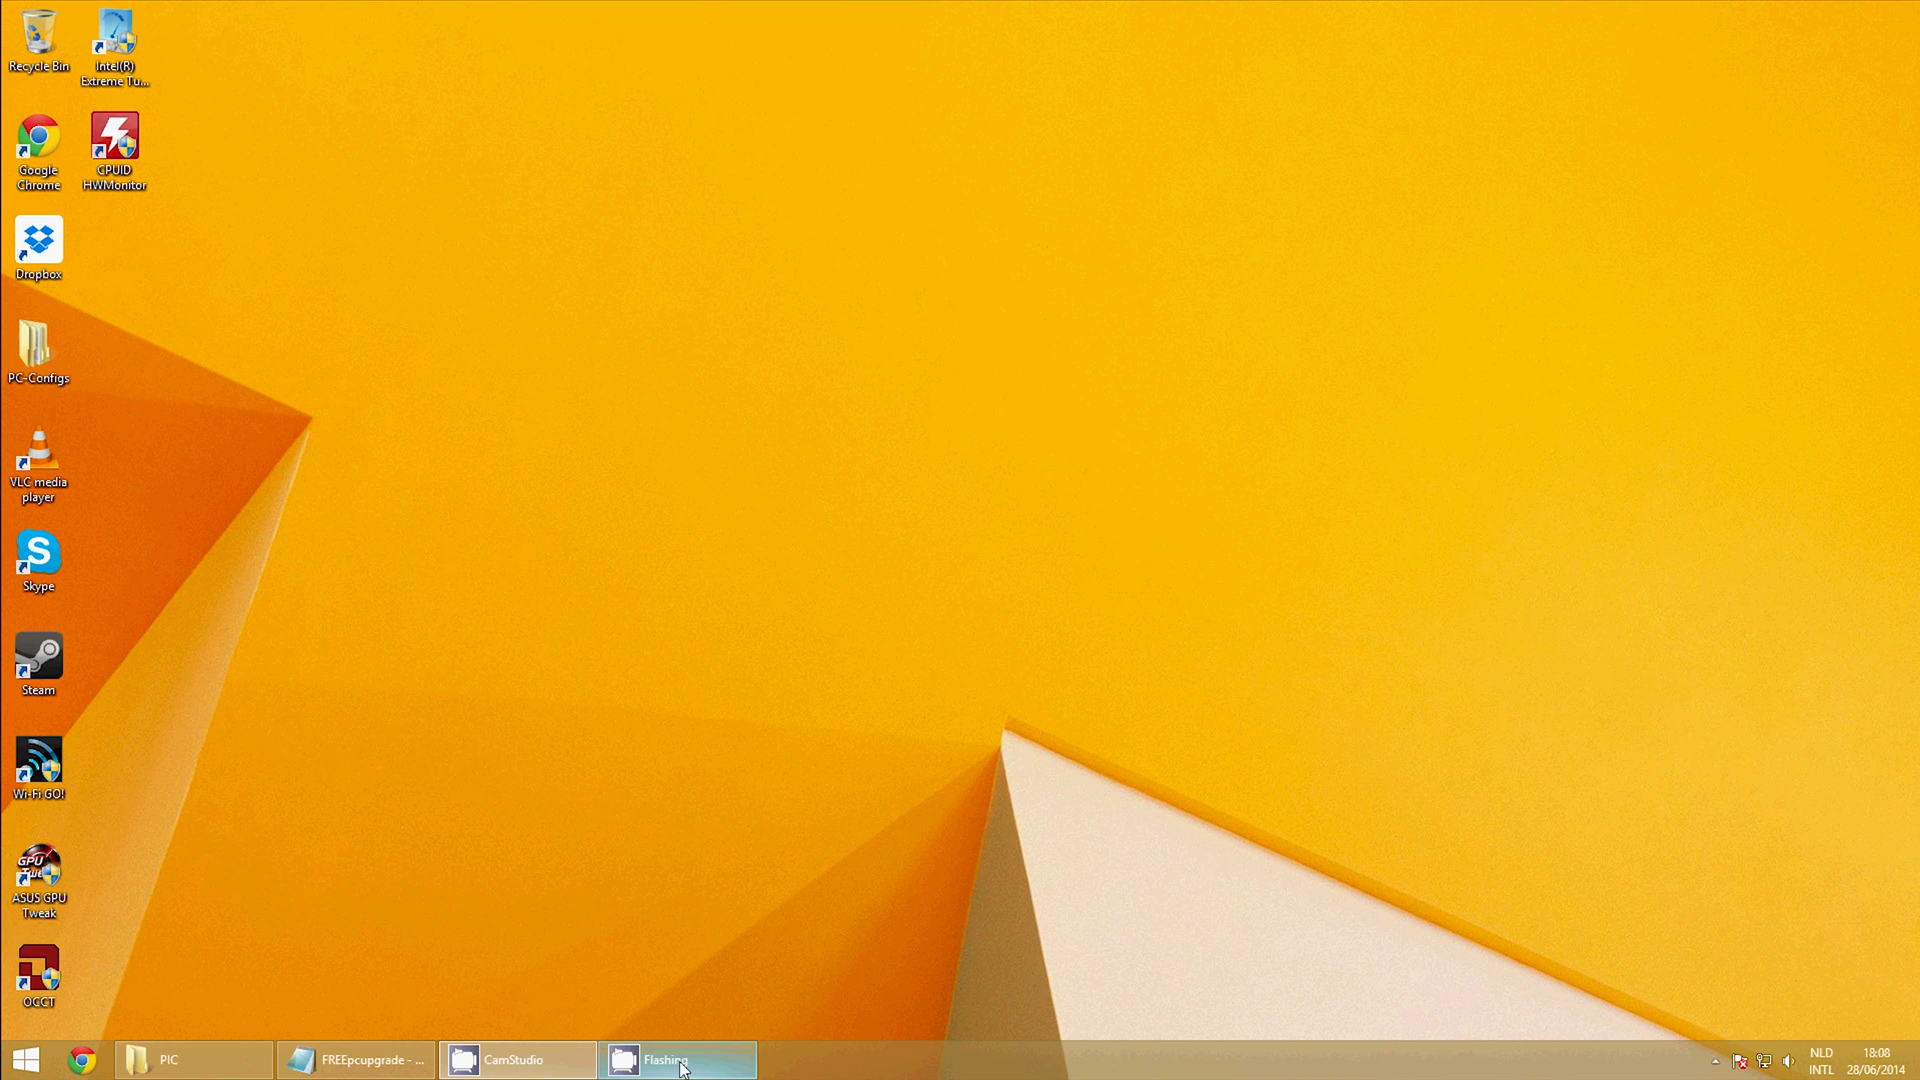 Recycle Bin
Intel(R)
Extreme Tu...
Google
Chrome
CPUID
HWMonitor
Dropbox
PC-Configs
VLC media
player
S
Skype
Steam
Wi-Fi GO!
GPU
ASUS GPU
Tweak
OCCT
PIC
FREEpcupgrade - ...
CamStudio
Flashing
NLD
INTL
18:08
28/06/2014